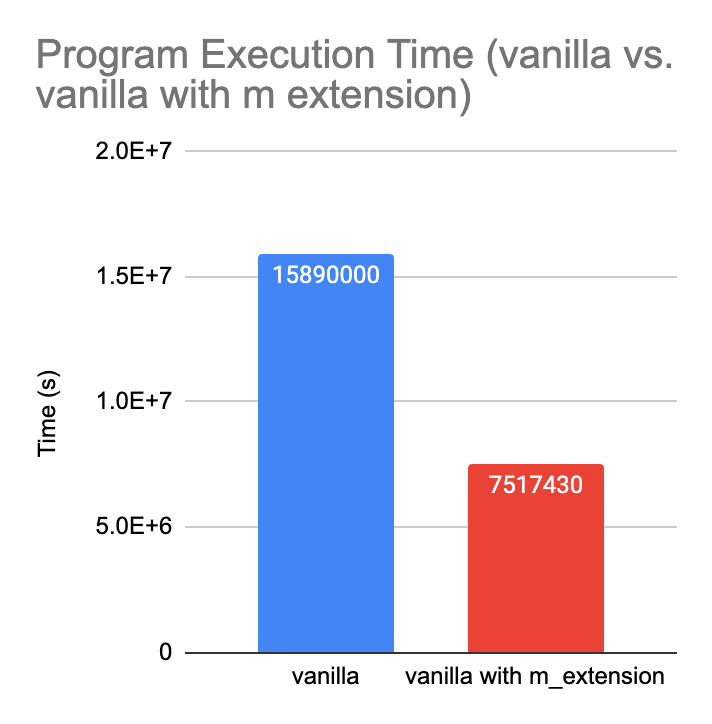 Program Execution Time (vanilla vs.
vanilla with m extension)
2.0E+7
1.5E+7
1.0E+7
5.0E+6
0
Time (s)
15890000
7517430
vanilla
vanilla with m_extension